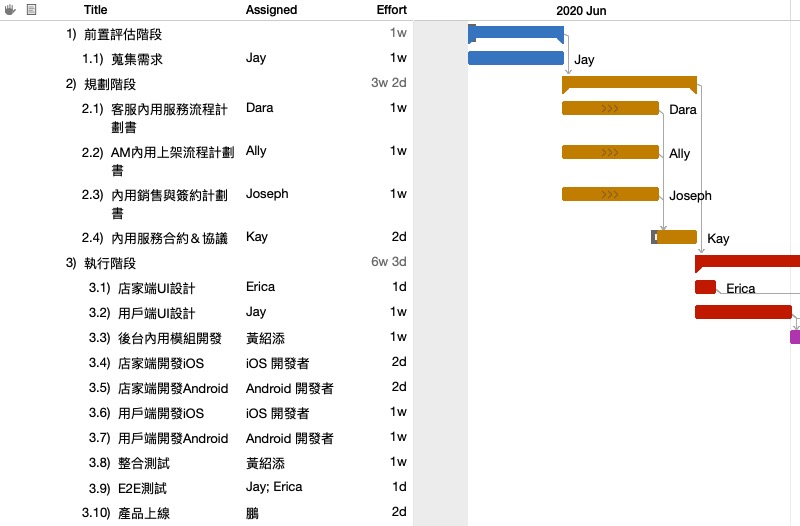 Title Assigned Effort 2020 Jun
1) 前置評估階段 1w
1.1) 蒐集需求 Jay 1w Jay
2) 規劃階段 3w 2d
2.1) 客服內用服務流程計 Dara 1w Dara
劃書
2.2) AM內用上架流程計劃 Ally 1w Ally
書
2.3) 內用銷售與簽約計劃 Joseph 1w Joseph
書
2.4) 內用服務合約＆協議 Kay 2d Kay
3) 執行階段 6w 3d
3.1) 店家端UI設計 Erica 1d Erica
3.2) 用戶端UI設計 Jay 1w
3.3) 後台內用模組開發 黃紹添 1w
3.4) 店家端開發iOS iOS 開發者 2d
3.5) 店家端開發Android Android 開發者 2d
3.6) 用戶端開發iOS iOS 開發者 1w
3.7) 用戶端開發Android Android 開發者 1w
3.8) 整合測試 黃紹添 1w
3.9) E2E測試 Jay; Erica 1d
3.10) 產品上線 鵬 2d